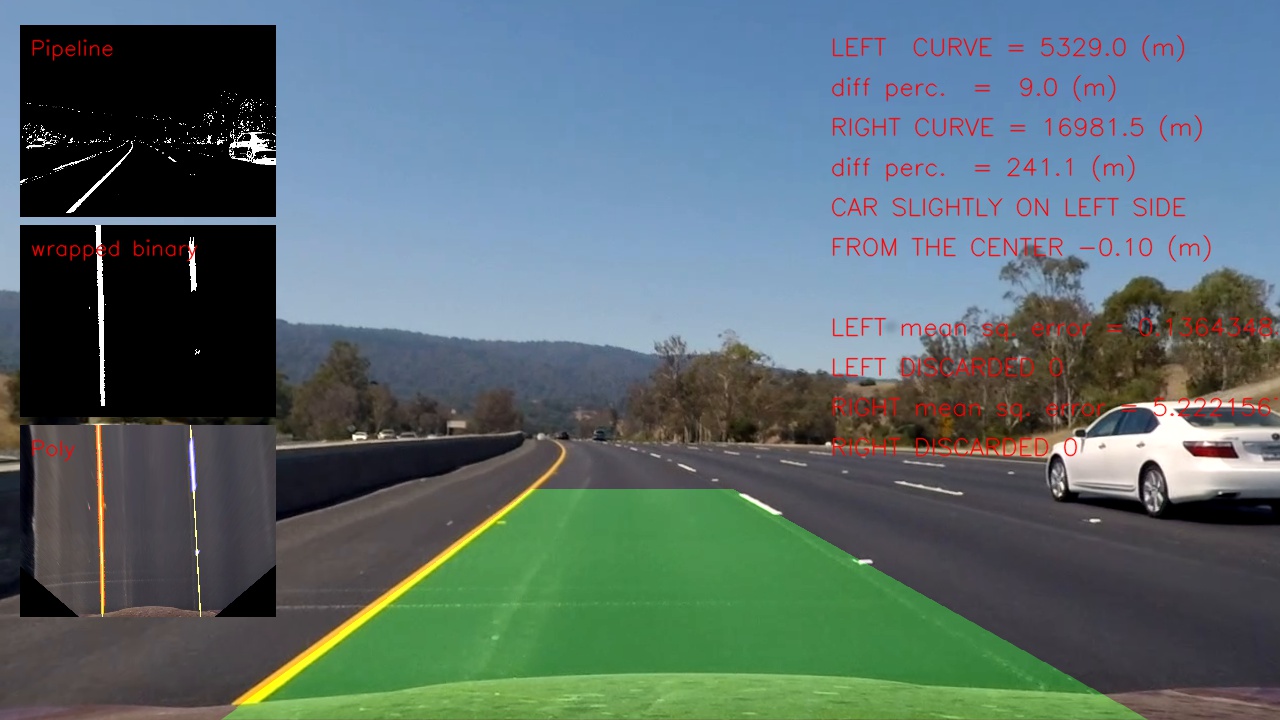 Pipeline
wrapped binary
Poly
LEFT CURVE = 5329.0 (m)
diff perc. = 9.0 (m)
RIGHT CURVE = 16981.5 (m)
diff perc. = 241.1 (m)
CAR SLIGHTLY ON LEFT SIDE
FROM THE CENTER -0.10 (m)
LEFT mean sq. error = 0.1364348
LEFT DISCARDED 0
RIGHT mean sq. error = 5.222156
RIGHT DISCARDED 0